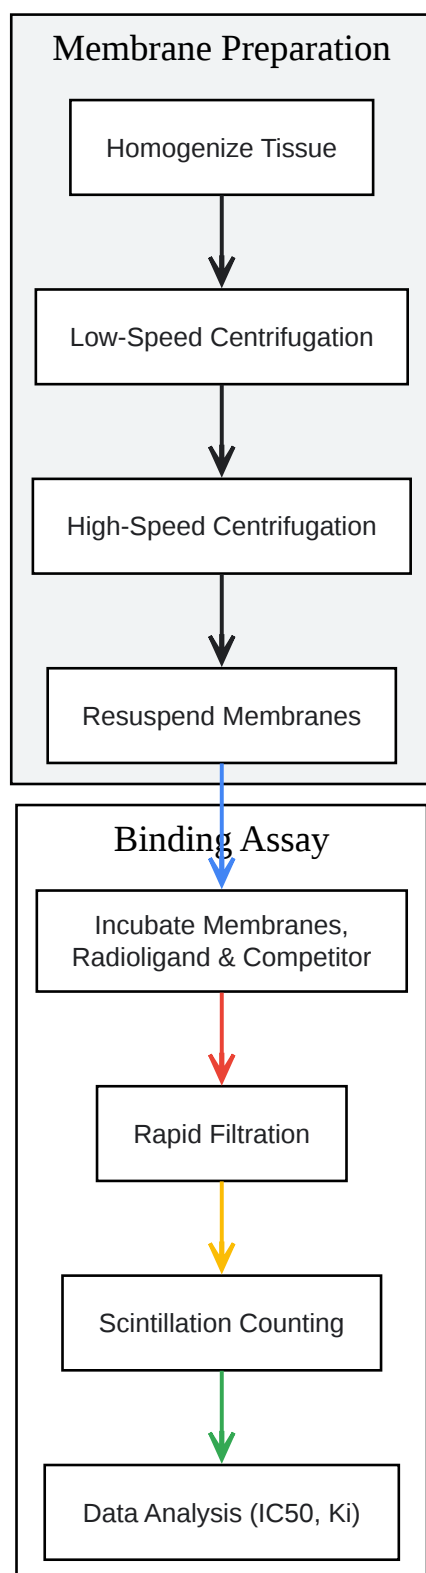 Membrane Preparation
Homogenize Tissue
Low-Speed Centrifugation
High-Speed Centrifugation
Resuspend Membranes
Binding Assay
Incubate Membranes,
Radioligand & Competitor
Rapid Filtration
Scintillation Counting
Data Analysis (IC50, Ki)